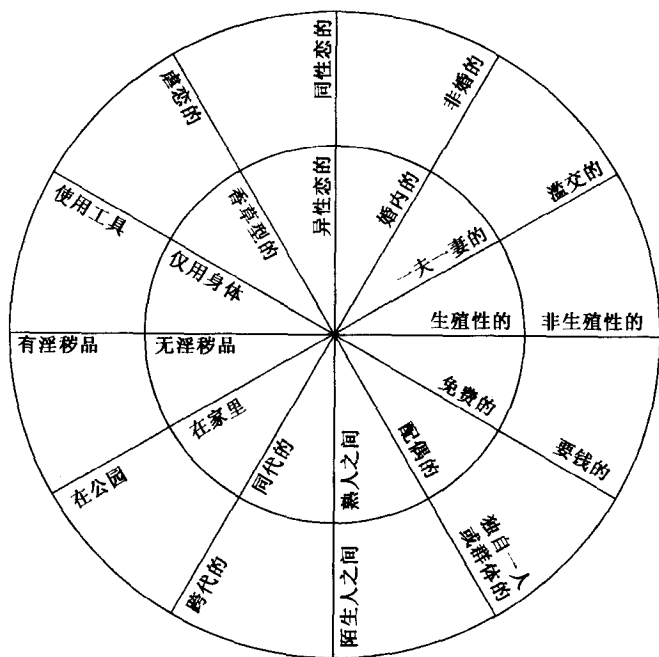 同性恋的
非婚的
滥交的
非生殖性的
要钱的
独自一人
或群体的
陌生人之间
跨代的
在公园
有淫秽品
使用工具
虐恋的
异性恋的
婚内的
一夫一妻的
生殖性的
免费的
配偶的
熟人之间
同代的
在家里
无淫秽品
仅用身体
香草型的